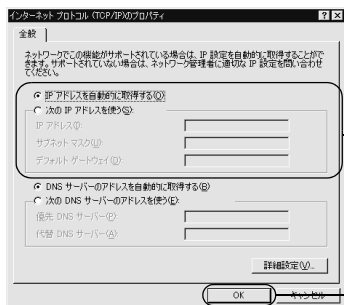 インターネット プロトコル (TCP/IP)のプロパティ
全般
ネットワークでこの機能がサポートされている場合は、IP 設定を自動的に取得することがで
きます。サポートされていない場合は、ネットワーク管理者に適切な IP 設定を問い合わせ
てください。
IP アドレスを自動的に取得する(O)
次の IP アドレスを使う(S):
IP アドレス(I):
サブネット マスク(U):
デフォルト ゲートウェイ(D):
DNS サーバーのアドレスを自動的に取得する(B)
次の DNS サーバーのアドレスを使う(E):
優先 DNS サーバー(P):
代替 DNS サーバー(A):
詳細設定(V)...
OK
キャンセル